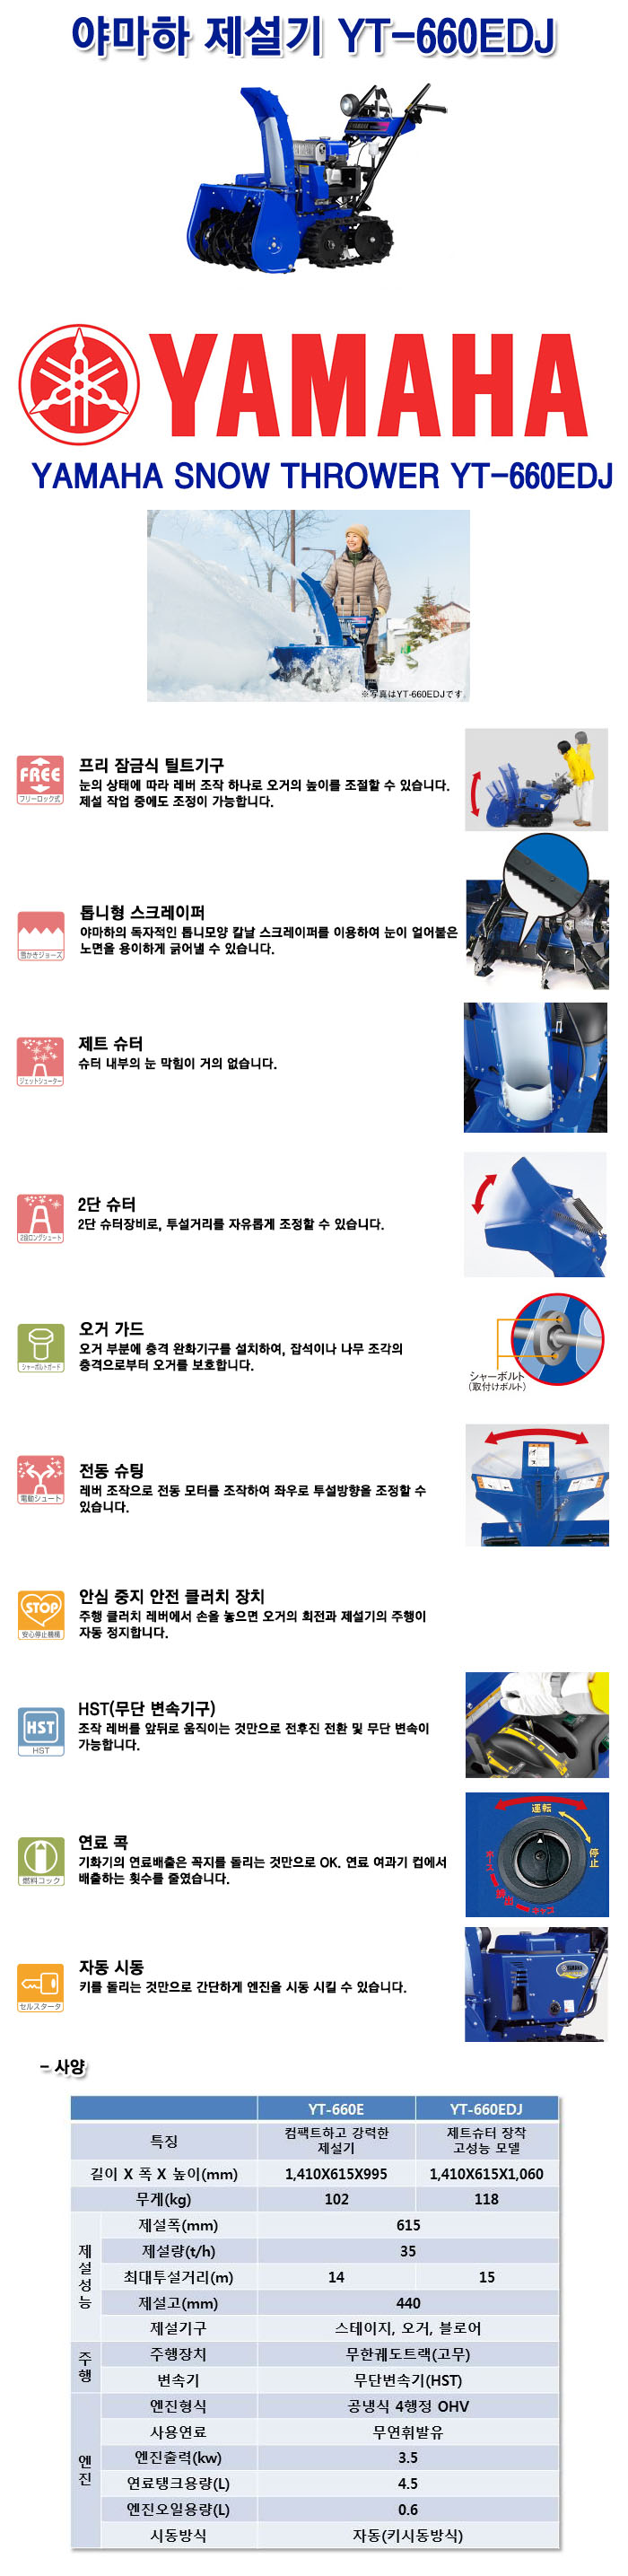 야마하 제설기 YT-660EDJ
YAMAHA
YAMAHA SNOW THROWER YT-660EDJ
※写真はYT-660EDJです。
FREE
フリーロック式
프리 잠금식 틸트기구
눈의 상태에 따라 레버 조작 하나로 오거의 높이를 조절할 수 있습니다.
제설 작업 중에도 조정이 가능합니다.
雪かきジョーズ
톱니형 스크레이퍼
야마하의 독자적인 톱니모양 칼날 스크레이퍼를 이용하여 눈이 얼어붙은
노면을 용이하게 긁어낼 수 있습니다.
ジェットシューター
제트 슈터
슈터 내부의 눈 막힘이 거의 없습니다.
2段ロングシュート
2단 슈터
2단 슈터장비로, 투설거리를 자유롭게 조정할 수 있습니다.
シャーボルトガード
오거 가드
오거 부분에 충격 완화기구를 설치하여, 잡석이나 나무 조각의
충격으로부터 오거를 보호합니다.
シャーボルト
(取付けボルト)
電動シュート
전동 슈팅
레버 조작으로 전동 모터를 조작하여 좌우로 투설방향을 조정할 수
있습니다.
STOP
安心停止機構
안심 중지 안전 클러치 장치
주행 클러치 레버에서 손을 놓으면 오거의 회전과 제설기의 주행이
자동 정지합니다.
HST
HST
HST(무단 변속기구)
조작 레버를 앞뒤로 움직이는 것만으로 전후진 전환 및 무단 변속이
가능합니다.
燃料コック
연료 콕
기화기의 연료배출은 꼭지를 돌리는 것만으로 OK. 연료 여과기 컵에서
배출하는 횟수를 줄였습니다.
運転
停止
セルスタータ
자동 시동
키를 돌리는 것만으로 간단하게 엔진을 시동 시킬 수 있습니다.
YAMAHA
- 사양
YT-660E YT-660EDJ
특징 컴팩트하고 강력한 제설기 제트슈터 장착 고성능 모델
길이 X 폭 X 높이(mm) 1,410X615X995 1,410X615X1,060
무게(kg) 102 118
제설성능
제설폭(mm) 615
제설량(t/h) 35
최대투설거리(m) 14 15
제설고(mm) 440
제설기구 스테이지, 오거, 블로어
주행
주행장치 무한궤도트랙(고무)
변속기 무단변속기(HST)
엔진
엔진형식 공냉식 4행정 OHV
사용연료 무연휘발유
엔진출력(kw) 3.5
연료탱크용량(L) 4.5
엔진오일용량(L) 0.6
시동방식 자동(키시동방식)